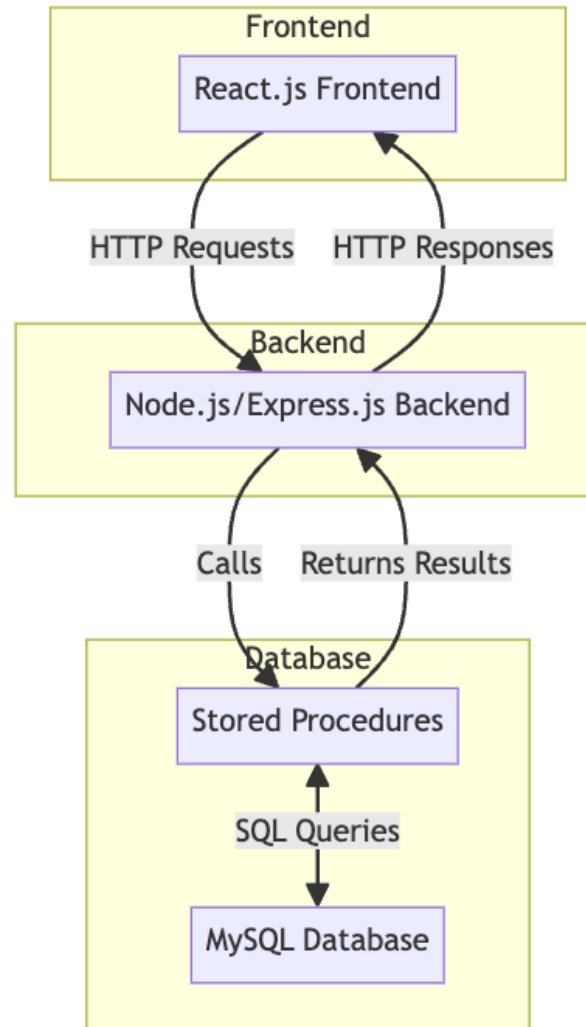 Frontend
React.js Frontend
HTTP Requests
HTTP Responses
Backend
Node.js/Express.js Backend
Calls
Returns Results
Database
Stored Procedures
SQL Queries
MySQL Database